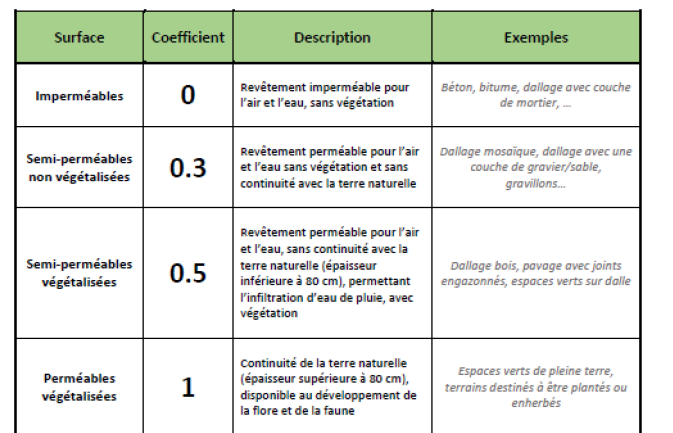 Surface Coefficient Description Exemples
Imperméables
0
Revêtement imperméable pour
l'air et l'eau, sans végétation
Béton, bitume, dallage avec couche
de mortier, ...
Semi-perméables
non végétalisées
0.3
Revêtement perméable pour l'air
et l'eau sans végétation et sans
continuité avec la terre naturelle
Dallage mosaïque, dallage avec une
couche de gravier/sable,
gravillons...
Semi-perméables
végétalisées
0.5
Revêtement perméable pour l'air
et l'eau, sans continuité avec la
terre naturelle (épaisseur
inférieure à 80 cm), permettant
l'infiltration d'eau de pluie, avec
végétation
Dallage bois, pavage avec joints
engazonnés, espaces verts sur dalle
Perméables
végétalisées
1
Continuité de la terre naturelle
(épaisseur supérieure à 80 cm),
disponible au développement de
la flore et de la faune
Espaces verts de pleine terre,
terrains destinés à être plantés ou
enherbés